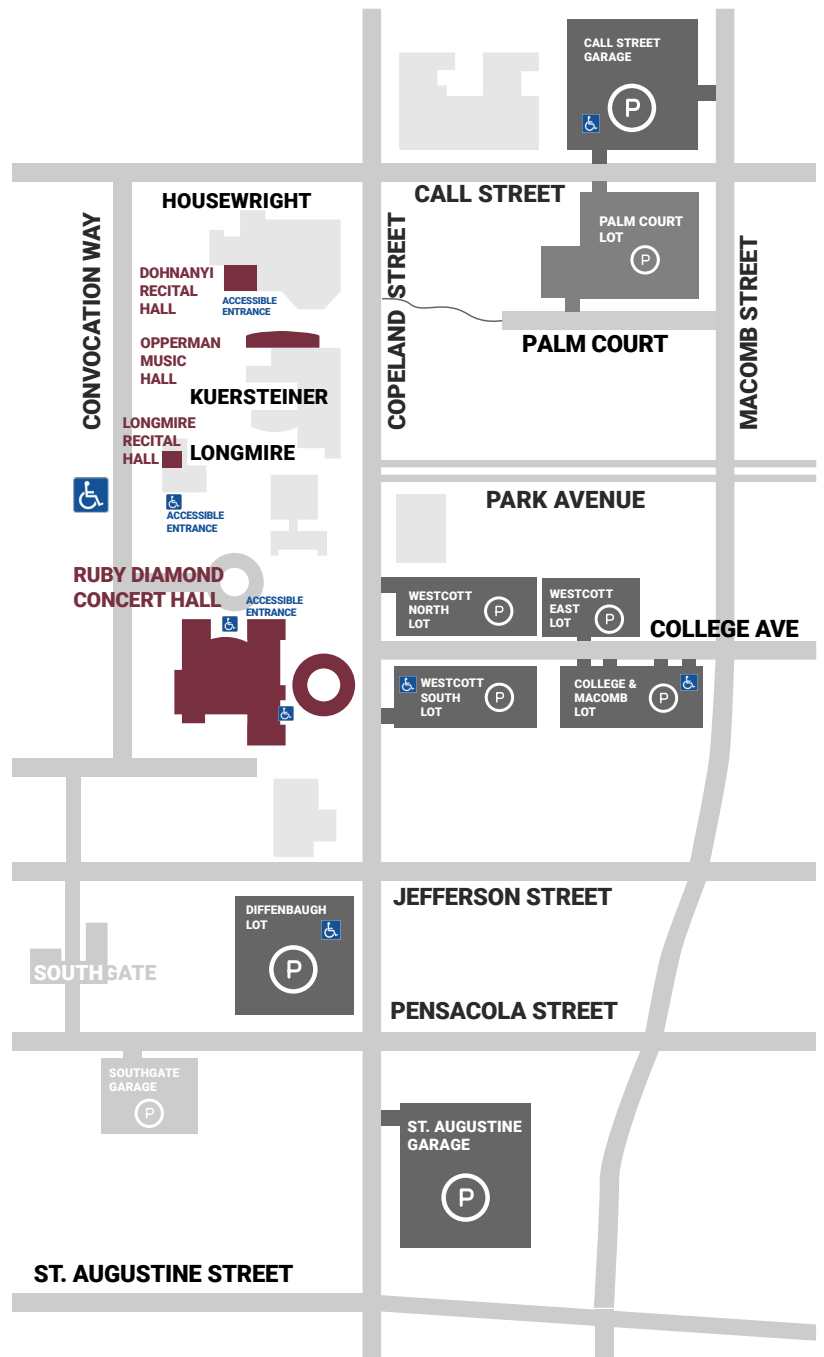 CALL STREET
GARAGE
P
CALL STREET
HOUSEWRIGHT
PALM COURT
LOT
P
CONVOCATION WAY
COPELAND STREET
MACOMB STREET
DOHNANYI
RECITAL
HALL
ACCESSIBLE
ENTRANCE
OPPERMAN
MUSIC
HALL
PALM COURT
KUERSTEINER
LONGMIRE
RECITAL
HALL
LONGMIRE
ACCESSIBLE
ENTRANCE
PARK AVENUE
RUBY DIAMOND
CONCERT HALL
ACCESSIBLE
ENTRANCE
WESTCOTT
NORTH
LOT
P
WESTCOTT
EAST
LOT
P
COLLEGE AVE
WESTCOTT
SOUTH
LOT
P
COLLEGE &
MACOMB
LOT
P
JEFFERSON STREET
DIFFENBAUGH
LOT
P
SOUTHGATE
PENSACOLA STREET
SOUTHGATE
GARAGE
P
ST. AUGUSTINE
GARAGE
P
ST. AUGUSTINE STREET